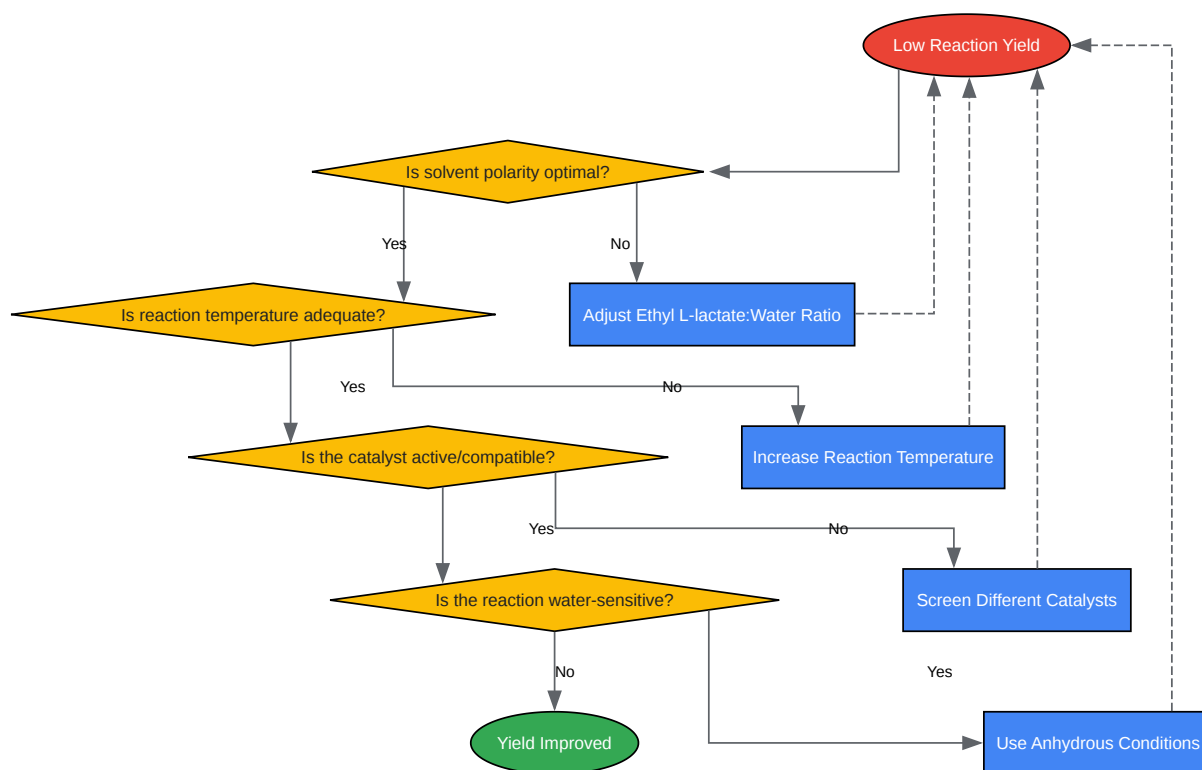 Low Reaction Yield
Is solvent polarity optimal?
Yes
No
Is reaction temperature adequate?
Adjust Ethyl L-lactate:Water Ratio
Yes
No
Is the catalyst active/compatible?
Increase Reaction Temperature
Yes
No
Is the reaction water-sensitive?
Screen Different Catalysts
No
Yes
Yield Improved
Use Anhydrous Conditions